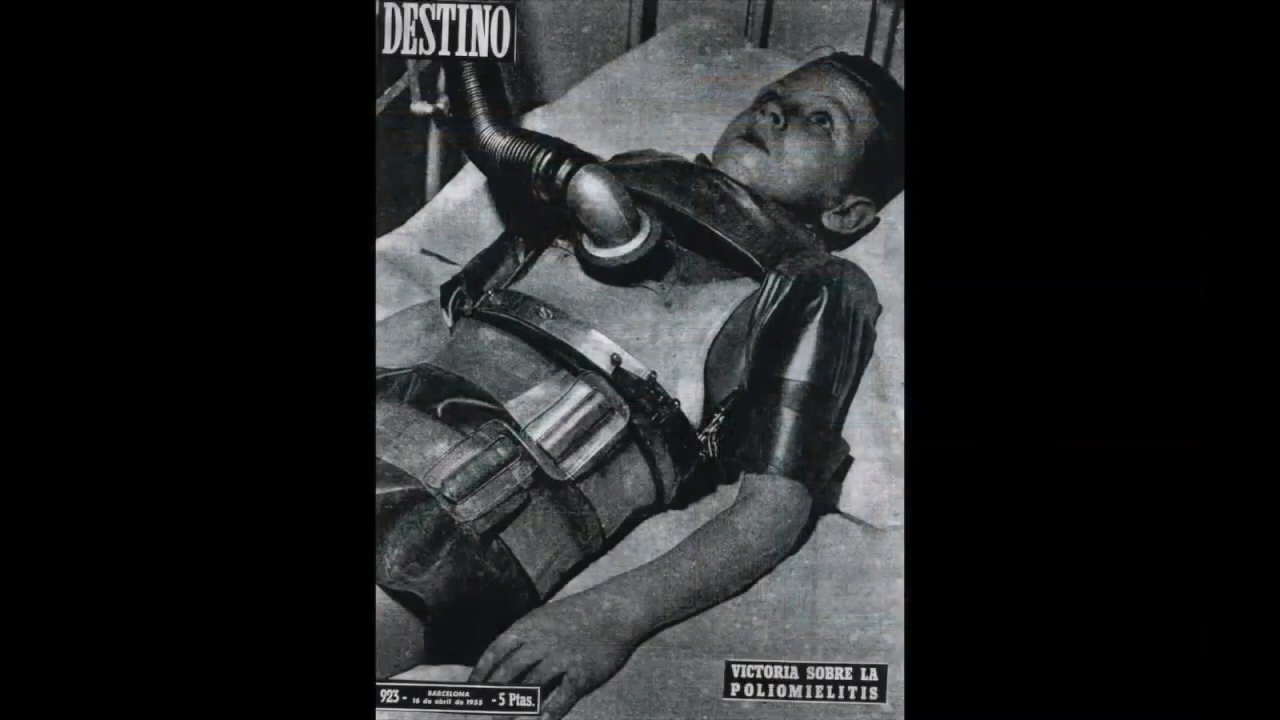 DESTINO
VICTORIA SOBRE LA
POLIOMIELITIS
923 - BARCELONA
16 de abril de 1955 - 5 Ptas.